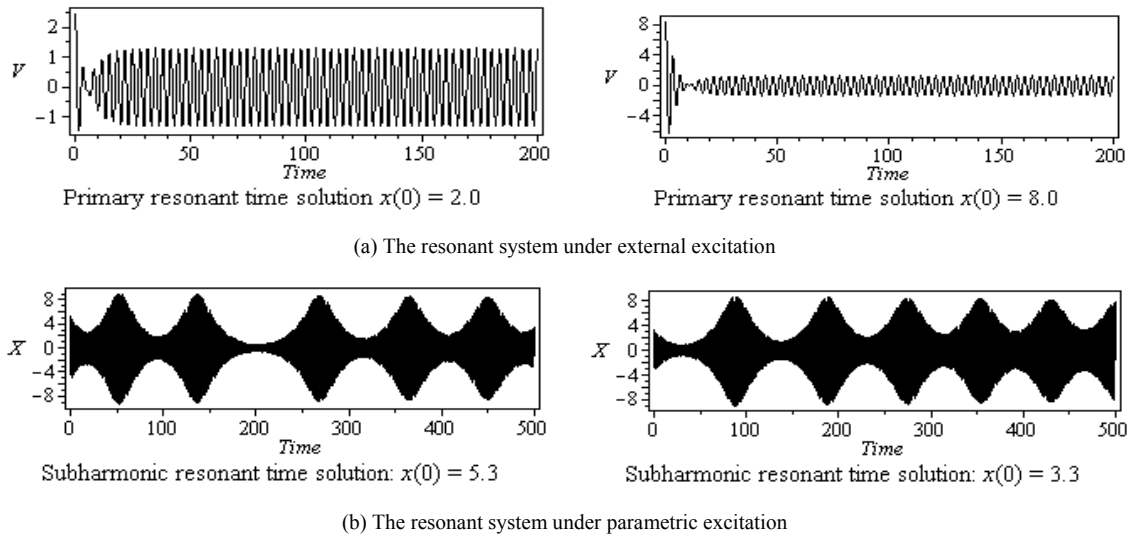 2
1
V
0
−1
0
50
100
150
200
Time
Primary resonant time solution x(0) = 2.0
8
4
V
0
−4
0
50
100
150
200
Time
Primary resonant time solution x(0) = 8.0
(a) The resonant system under external excitation
8
4
X
0
−4
−8
0
100
200
300
400
500
Time
Subharmonic resonant time solution: x(0) = 5.3
8
4
X
0
−4
−8
0
100
200
300
400
500
Time
Subharmonic resonant time solution: x(0) = 3.3
(b) The resonant system under parametric excitation